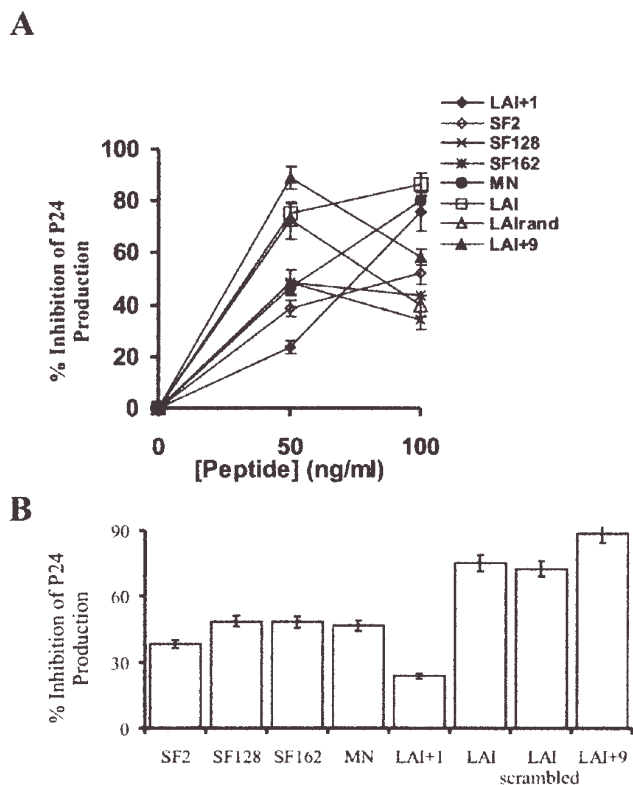 A
LAI+1
SF2
SF128
SF162
MN
LAI
LAIrand
LAI+9
% Inhibition of P24
Production
100
80
60
40
20
0
0
50
100
[Peptide] (ng/ml)
B
% Inhibition of P24
Production
90
60
30
0
SF2
SF128
SF162
MN
LAI+1
LAI
LAI
scrambled
LAI+9